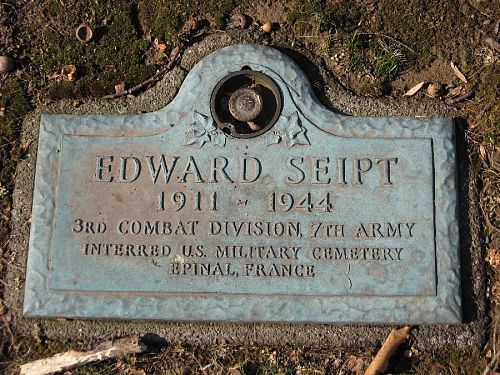 EDWARD SEIPT
1911 ~ 1944
3RD COMBAT DIVISION, 7TH ARMY
INTERRED U.S. MILITARY CEMETERY
EPINAL, FRANCE